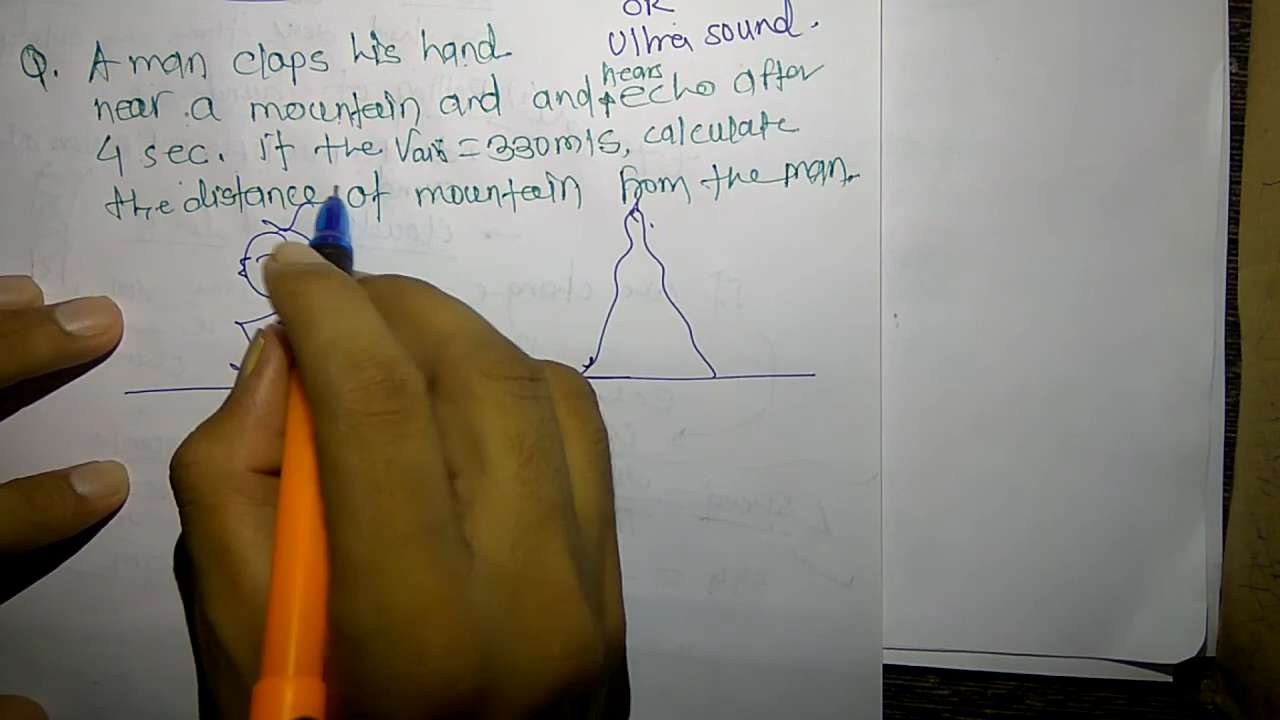 OR
Ultra sound.
Q. A man claps his hand
near a mountain and and hears echo after
4 sec. if the Vair = 330m/s, calculate
the distance of mountain from the man.